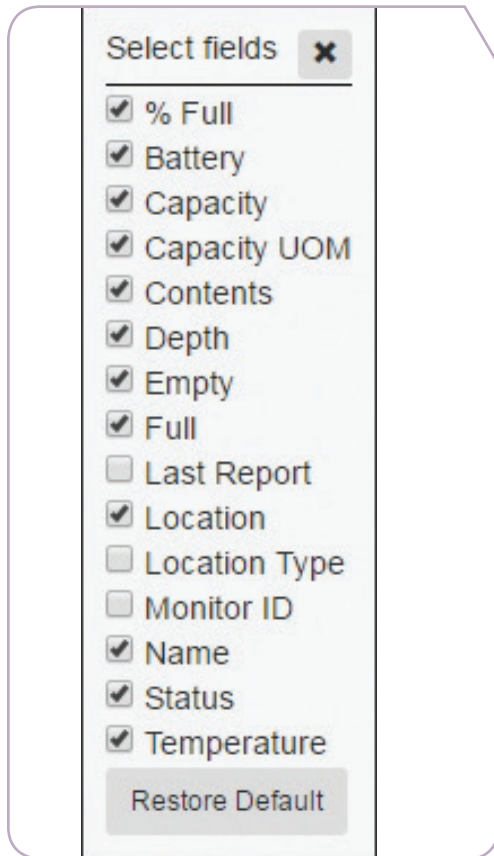 Select fields
% Full
Battery
Capacity
Capacity UOM
Contents
Depth
Empty
Full
Last Report
Location
Location Type
Monitor ID
Name
Status
Temperature
Restore Default